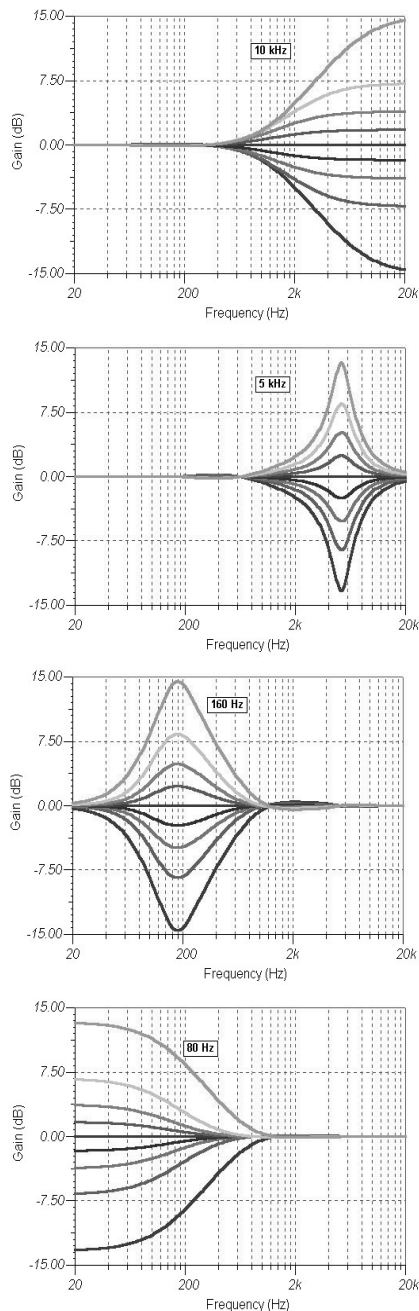 15.00
10 kHz
7.50
Gain (dB)
0.00
-7.50
-15.00
20 200 2k 20k
Frequency (Hz)
15.00
5 kHz
7.50
Gain (dB)
0.00
-7.50
-15.00
20 200 2k 20k
Frequency (Hz)
15.00
160 Hz
7.50
Gain (dB)
0.00
-7.50
-15.00
20 200 2k 20k
Frequency (Hz)
15.00
80 Hz
7.50
Gain (dB)
0.00
-7.50
-15.00
20 200 2k 20k
Frequency (Hz)